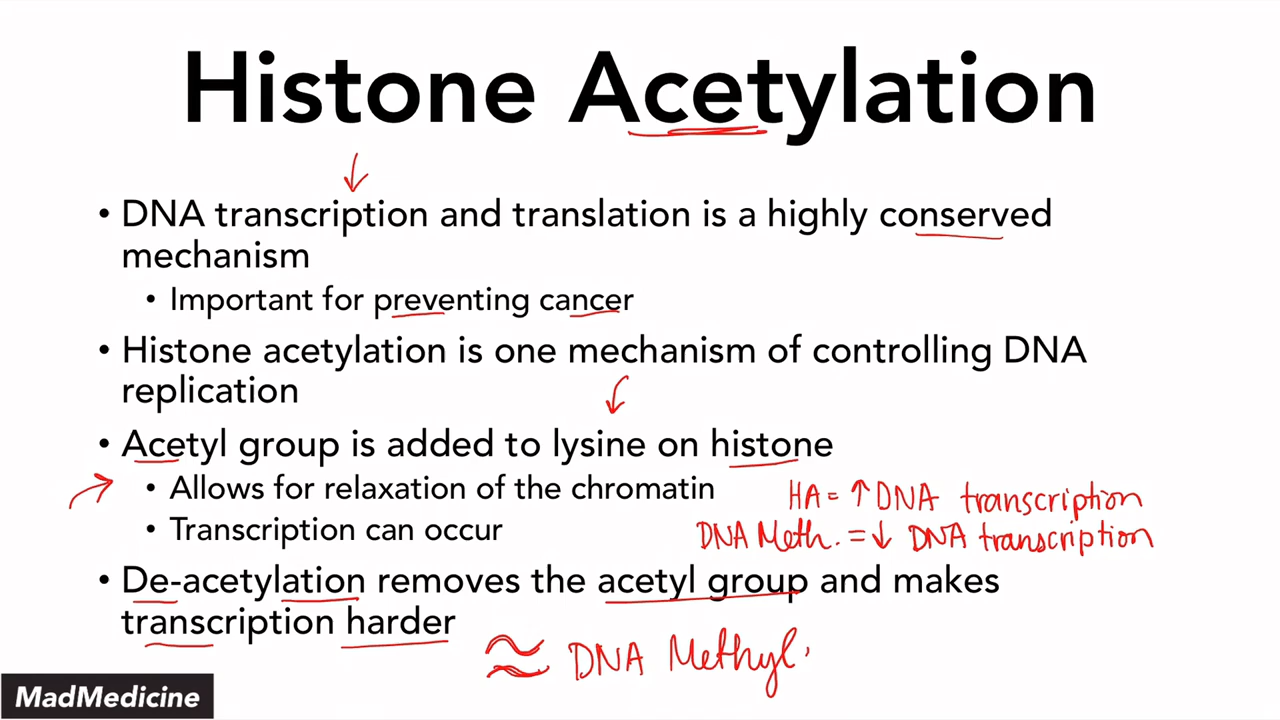 Histone Acetylation
• DNA transcription and translation is a highly conserved
mechanism
• Important for preventing cancer
• Histone acetylation is one mechanism of controlling DNA
replication
• Acetyl group is added to lysine on histone
• Allows for relaxation of the chromatin
HA = ↑ DNA transcription
• Transcription can occur
DNA Meth. = ↓ DNA transcription
• De-acetylation removes the acetyl group and makes
transcription harder
≈ DNA Methyl.
MadMedicine